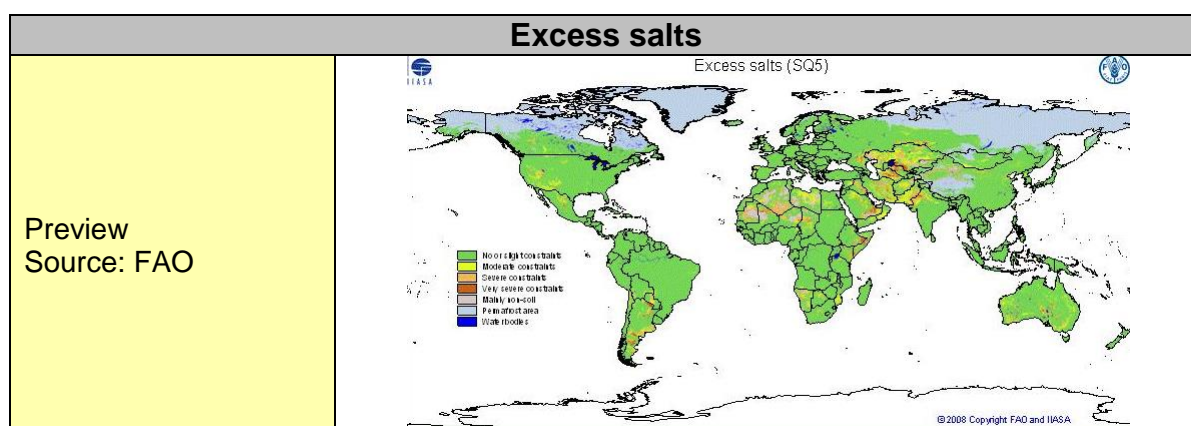 Excess salts
Preview
Source: FAO
IIASA
Excess salts (SQ5)
FAO
No or slight constraints
Moderate constraints
Severe constraints
Very severe constraints
Mainly non-soil
Permafrost area
Water bodies
©2008 Copyright FAO and IIASA